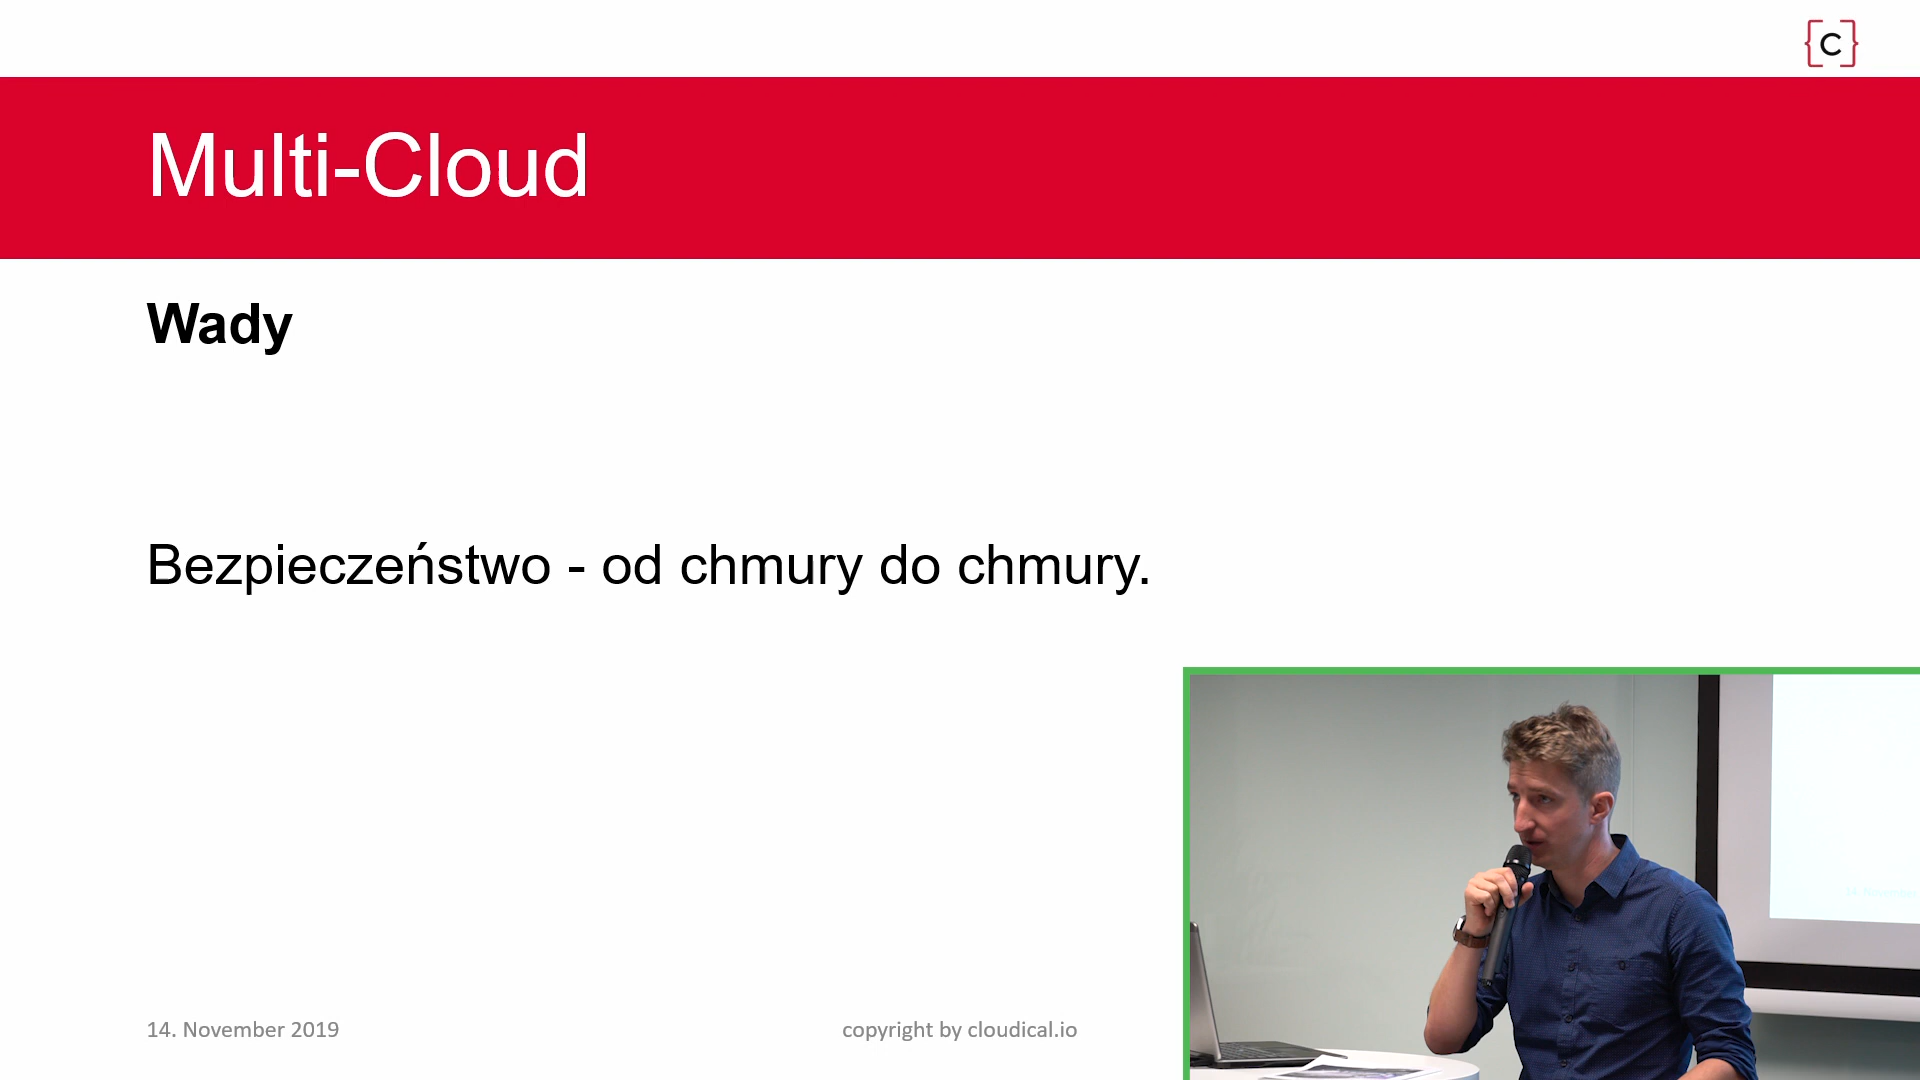 {C}
Multi-Cloud
Wady
Bezpieczeństwo - od chmury do chmury.
14. November 2019
copyright by cloudical.io